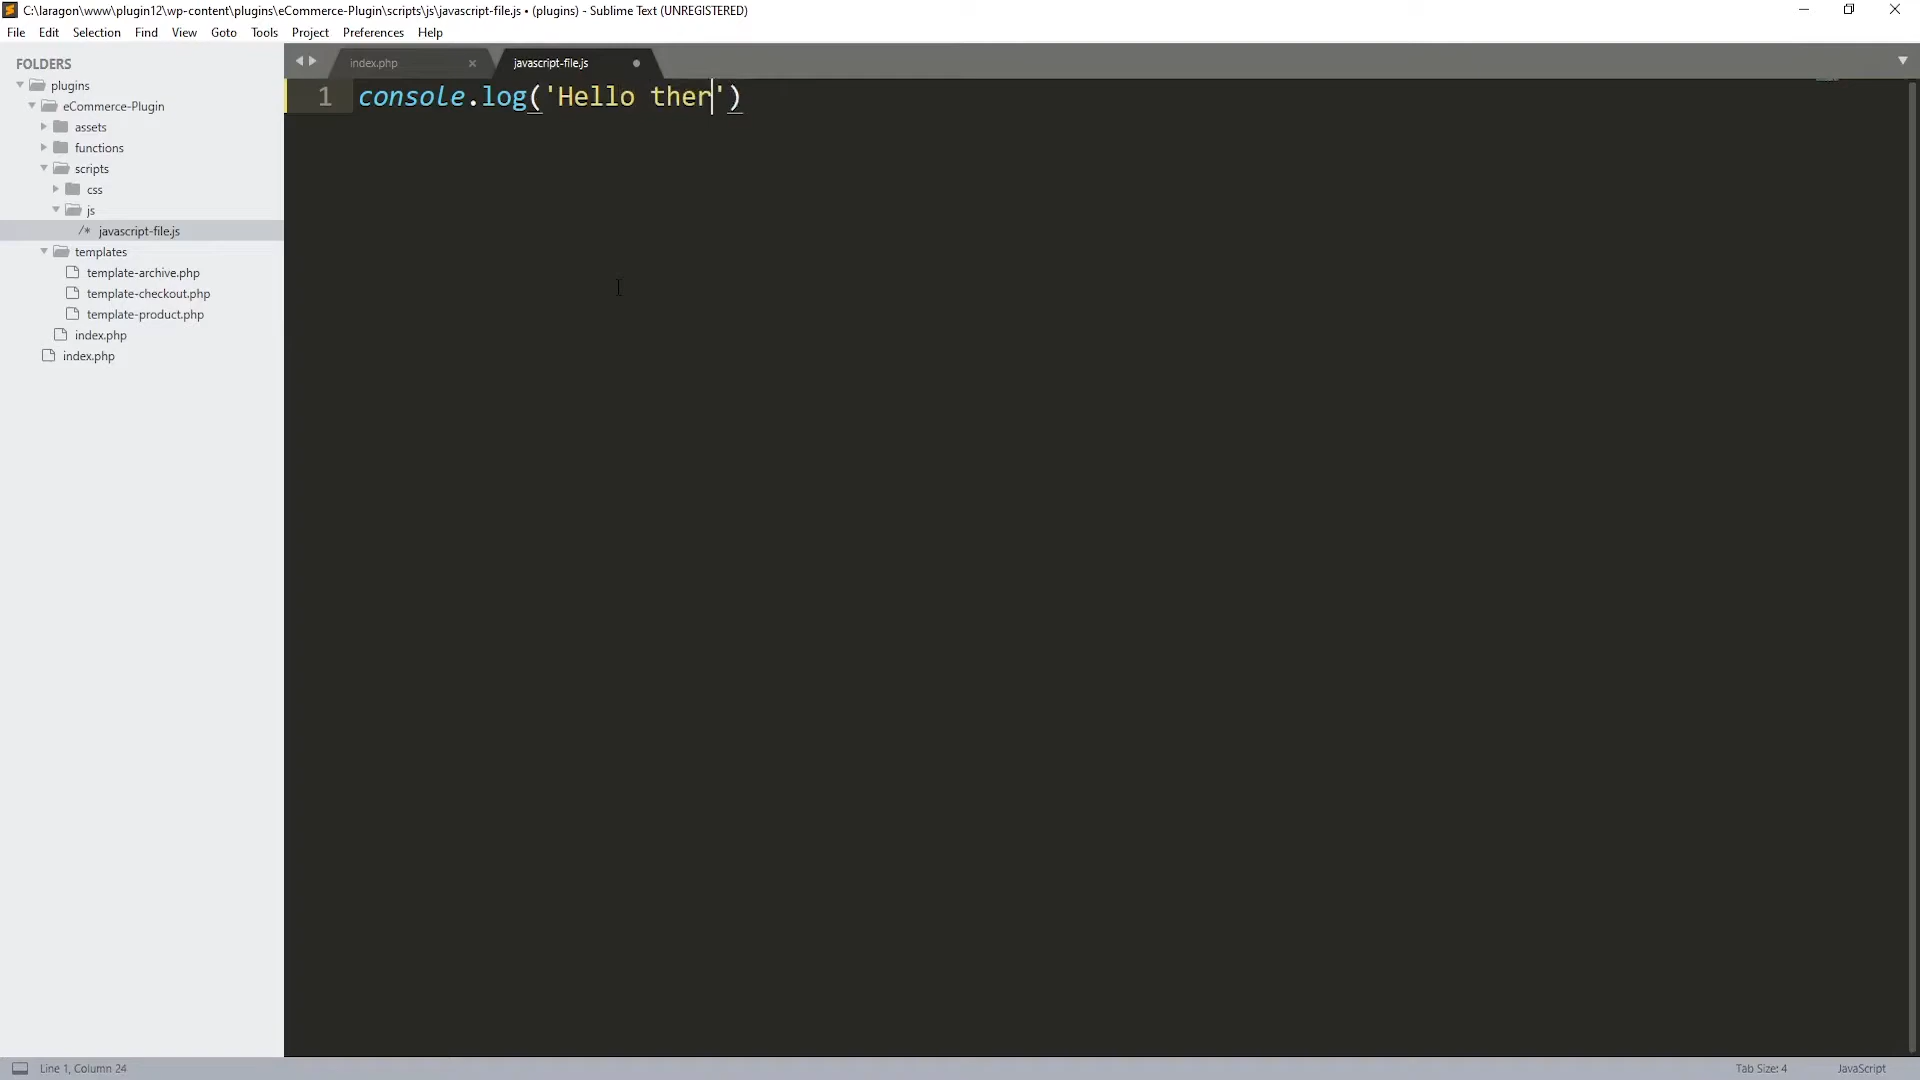 C:\laragon\www\plugin12\wp-content\plugins\eCommerce-Plugin\scripts\js\javascript-file.js • (plugins) - Sublime Text (UNREGISTERED)
File Edit Selection Find View Goto Tools Project Preferences Help
FOLDERS
plugins
eCommerce-Plugin
assets
functions
scripts
css
js
/* javascript-file.js
templates
template-archive.php
template-checkout.php
template-product.php
index.php
index.php
index.php javascript-file.js
1 console.log('Hello ther')
Line 1, Column 24 Tab Size: 4 JavaScript